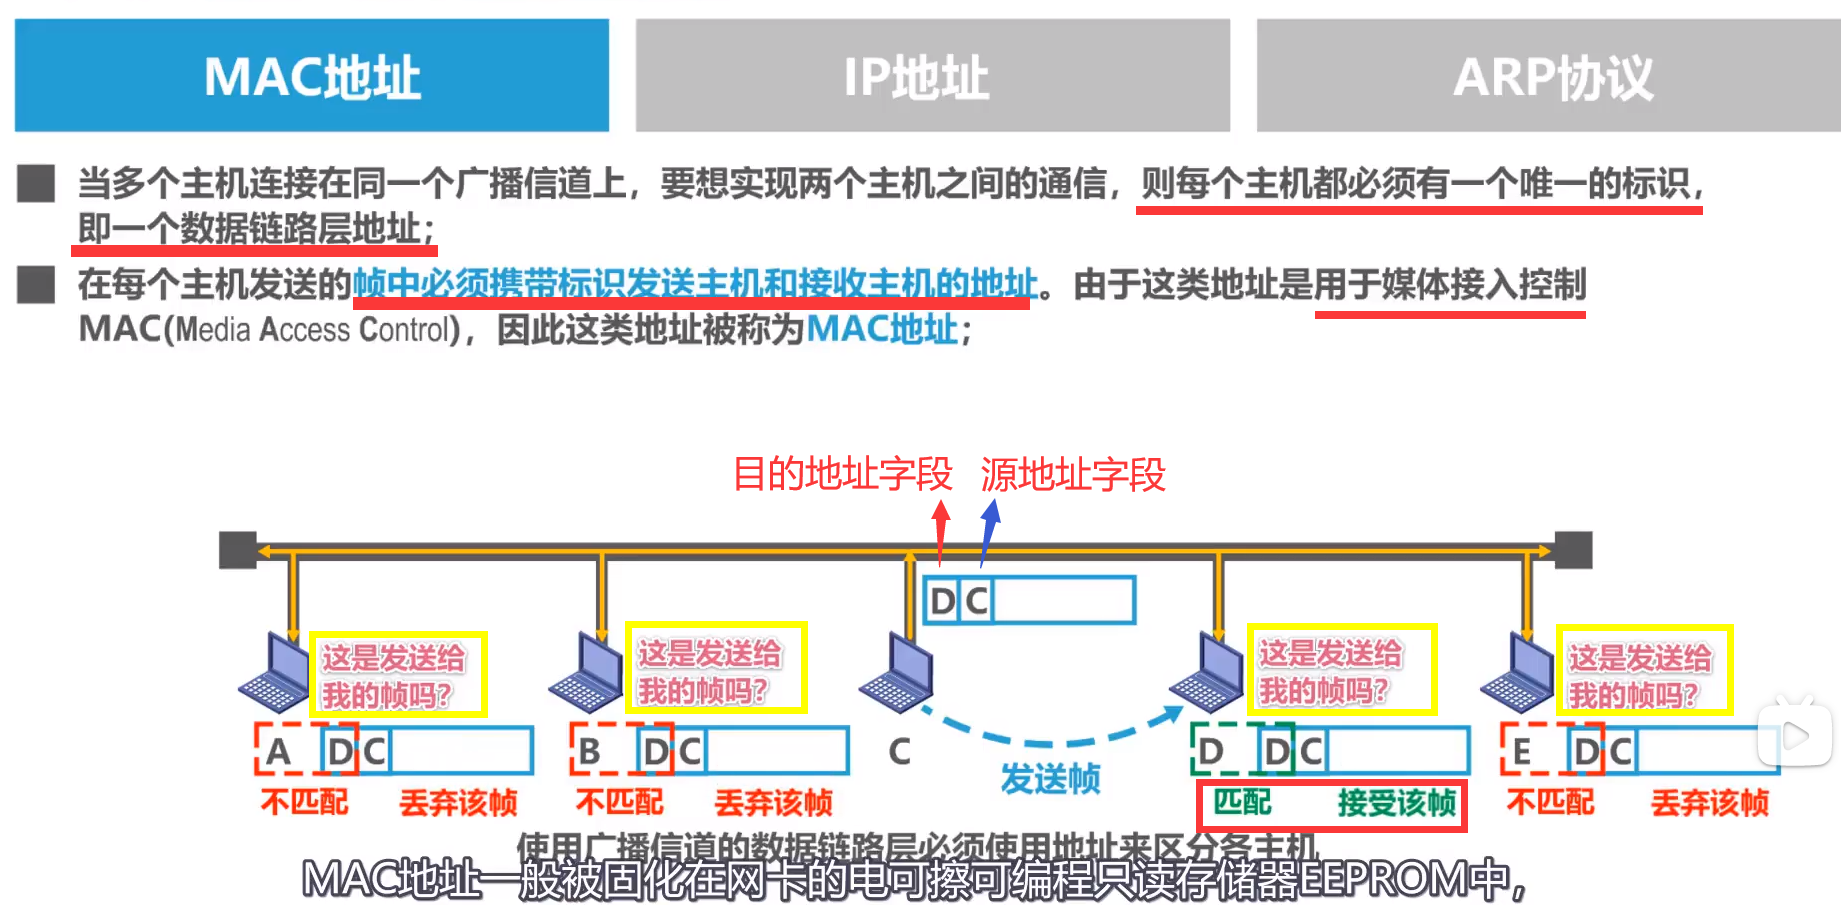 MAC地址
IP地址
ARP协议
当多个主机连接在同一个广播信道上，要想实现两个主机之间的通信，则每个主机都必须有一个唯一的标识，
即一个数据链路层地址；
在每个主机发送的帧中必须携带标识发送主机和接收主机的地址。由于这类地址是用于媒体接入控制
MAC(Media Access Control)，因此这类地址被称为MAC地址；
目的地址字段 源地址字段
D C
这是发送给
我的帧吗？
这是发送给
我的帧吗？
这是发送给
我的帧吗？
这是发送给
我的帧吗？
A D C
B D C
C
D D C
E D C
发送帧
不匹配 丢弃该帧
不匹配 丢弃该帧
匹配 接受该帧
不匹配 丢弃该帧
使用广播信道的数据链路层必须使用地址来区分各主机
MAC地址一般被固化在网卡的电可擦可编程只读存储器EEPROM中，